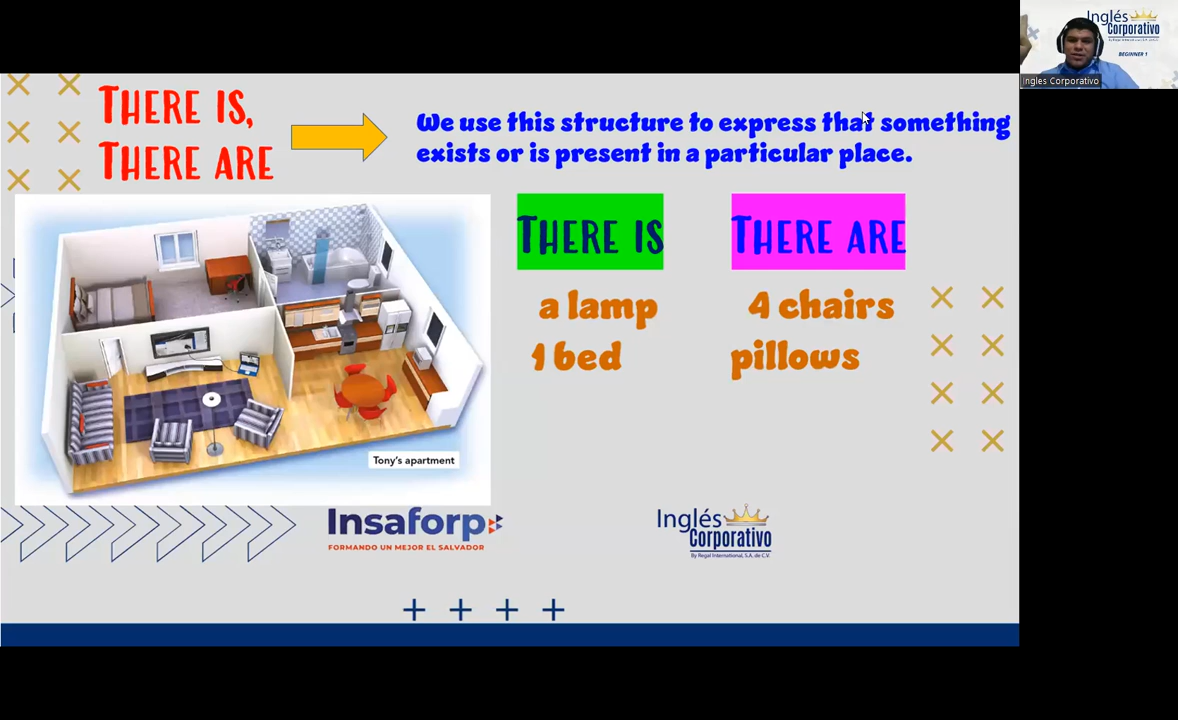 Inglés
Corporativo
BEGINNER 1
Ingles Corporativo
THERE IS,
THERE ARE
We use this structure to express that something
exists or is present in a particular place.
THERE IS
THERE ARE
a lamp
4 chairs
1 bed
pillows
Tony's apartment
Insaforp
FORMANDO UN MEJOR EL SALVADOR
Inglés
Corporativo
By Regal International, S.A. de C.V.